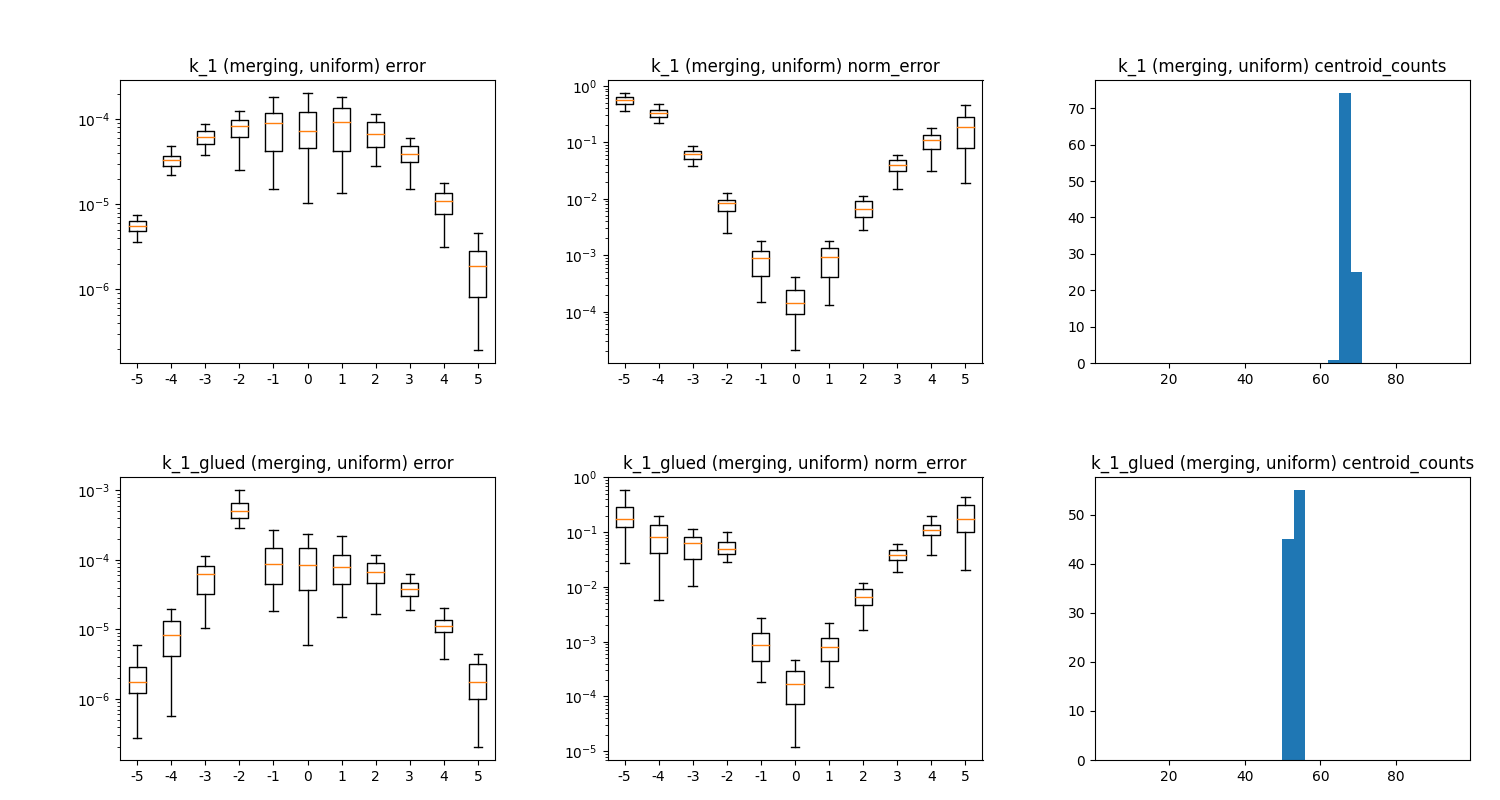 k_1 (merging, uniform) error
10⁻⁴
10⁻⁵
10⁻⁶
-5 -4 -3 -2 -1 0 1 2 3 4 5
k_1 (merging, uniform) norm_error
10⁰
10⁻¹
10⁻²
10⁻³
10⁻⁴
-5 -4 -3 -2 -1 0 1 2 3 4 5
k_1 (merging, uniform) centroid_counts
70
60
50
40
30
20
10
0
20 40 60 80
k_1_glued (merging, uniform) error
10⁻³
10⁻⁴
10⁻⁵
10⁻⁶
-5 -4 -3 -2 -1 0 1 2 3 4 5
k_1_glued (merging, uniform) norm_error
10⁰
10⁻¹
10⁻²
10⁻³
10⁻⁴
10⁻⁵
-5 -4 -3 -2 -1 0 1 2 3 4 5
k_1_glued (merging, uniform) centroid_counts
50
40
30
20
10
0
20 40 60 80